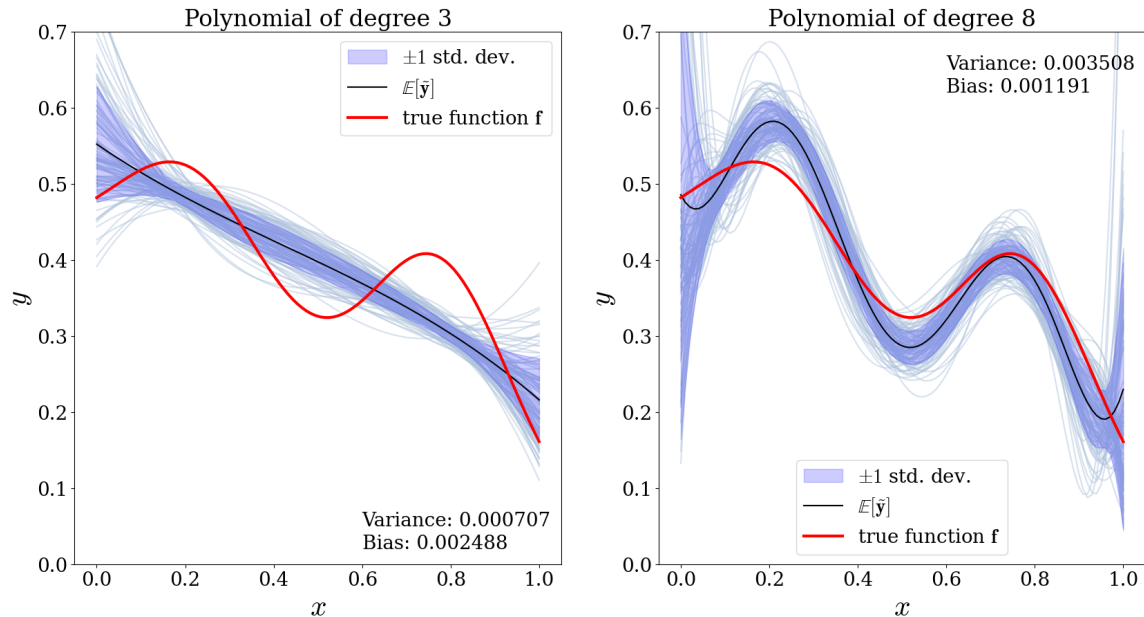 Polynomial of degree 3
0.7
0.6
0.5
0.4
0.3
0.2
0.1
0.0
y
±1 std. dev.
𝔼[ỹ]
true function f
Variance: 0.000707
Bias: 0.002488
0.0 0.2 0.4 0.6 0.8 1.0
x
Polynomial of degree 8
0.7
0.6
0.5
0.4
0.3
0.2
0.1
0.0
y
Variance: 0.003508
Bias: 0.001191
±1 std. dev.
𝔼[ỹ]
true function f
0.0 0.2 0.4 0.6 0.8 1.0
x